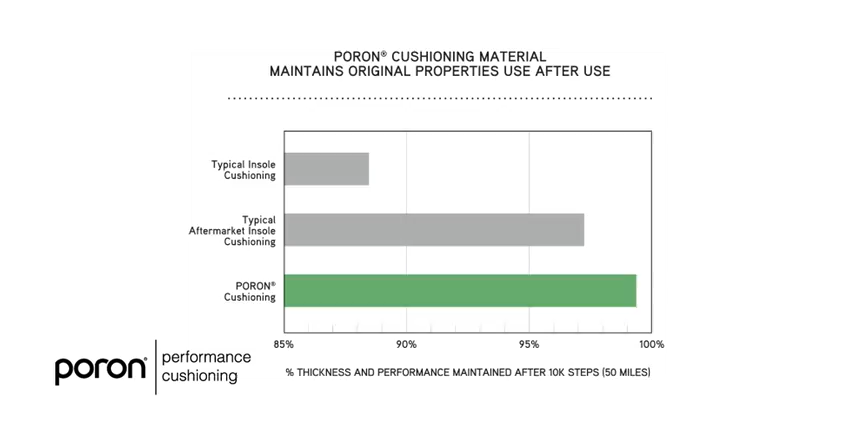 PORON® CUSHIONING MATERIAL
MAINTAINS ORIGINAL PROPERTIES USE AFTER USE
Typical Insole
Cushioning
Typical
Aftermarket Insole
Cushioning
PORON®
Cushioning
85% 90% 95% 100%
% THICKNESS AND PERFORMANCE MAINTAINED AFTER 10K STEPS (50 MILES)
poron®
performance
cushioning